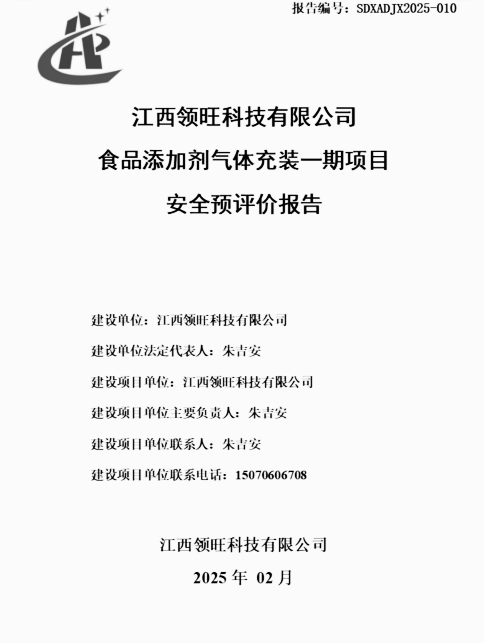 报告编号：SDXADJX2025-010
江西领旺科技有限公司
食品添加剂气体充装一期项目
安全预评价报告
建设单位：江西领旺科技有限公司
建设单位法定代表人：朱吉安
建设项目单位：江西领旺科技有限公司
建设项目单位主要负责人：朱吉安
建设项目单位联系人：朱吉安
建设项目单位联系电话：15070606708
江西领旺科技有限公司
2025 年 02 月